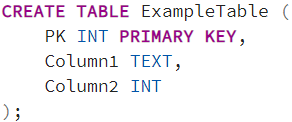 CREATE TABLE ExampleTable (
    PK INT PRIMARY KEY,
    Column1 TEXT,
    Column2 INT
);